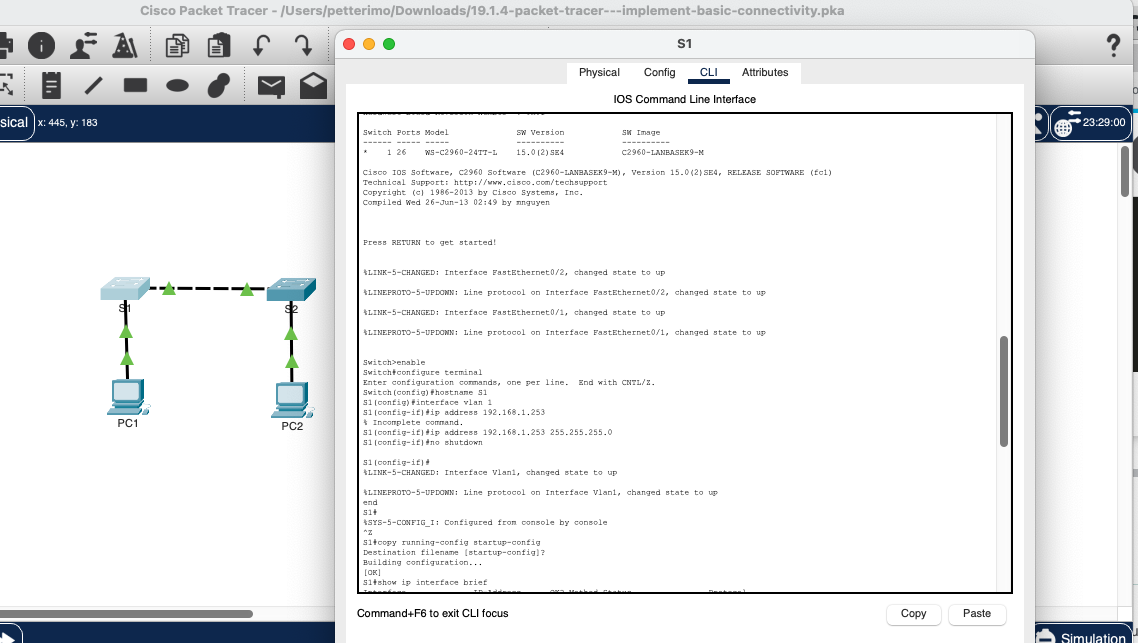 Cisco Packet Tracer - /Users/petterimo/Downloads/19.1.4-packet-tracer---implement-basic-connectivity.pka
S1
Physical Config CLI Attributes
IOS Command Line Interface
sical
x: 445, y: 183
23:29:00
Switch Ports Model SW Version SW Image
------ ----- ----- ---------- ----------
* 1 26 WS-C2960-24TT-L 15.0(2)SE4 C2960-LANBASEK9-M
Cisco IOS Software, C2960 Software (C2960-LANBASEK9-M), Version 15.0(2)SE4, RELEASE SOFTWARE (fc1)
Technical Support: http://www.cisco.com/techsupport
Copyright (c) 1986-2013 by Cisco Systems, Inc.
Compiled Wed 26-Jun-13 02:49 by mnguyen
Press RETURN to get started!
%LINK-5-CHANGED: Interface FastEthernet0/2, changed state to up
%LINEPROTO-5-UPDOWN: Line protocol on Interface FastEthernet0/2, changed state to up
%LINK-5-CHANGED: Interface FastEthernet0/1, changed state to up
%LINEPROTO-5-UPDOWN: Line protocol on Interface FastEthernet0/1, changed state to up
Switch>enable
Switch#configure terminal
Enter configuration commands, one per line. End with CNTL/Z.
Switch(config)#hostname S1
S1(config)#interface vlan 1
S1(config-if)#ip address 192.168.1.253
% Incomplete command.
S1(config-if)#ip address 192.168.1.253 255.255.255.0
S1(config-if)#no shutdown
S1(config-if)#
%LINK-5-CHANGED: Interface Vlan1, changed state to up
%LINEPROTO-5-UPDOWN: Line protocol on Interface Vlan1, changed state to up
end
S1#
%SYS-5-CONFIG_I: Configured from console by console
^Z
S1#copy running-config startup-config
Destination filename [startup-config]?
Building configuration...
[OK]
S1#show ip interface brief
Interface IP-Address OK? Method Status Protocol
S1
S2
PC1
PC2
Command+F6 to exit CLI focus
Copy
Paste
Simulation